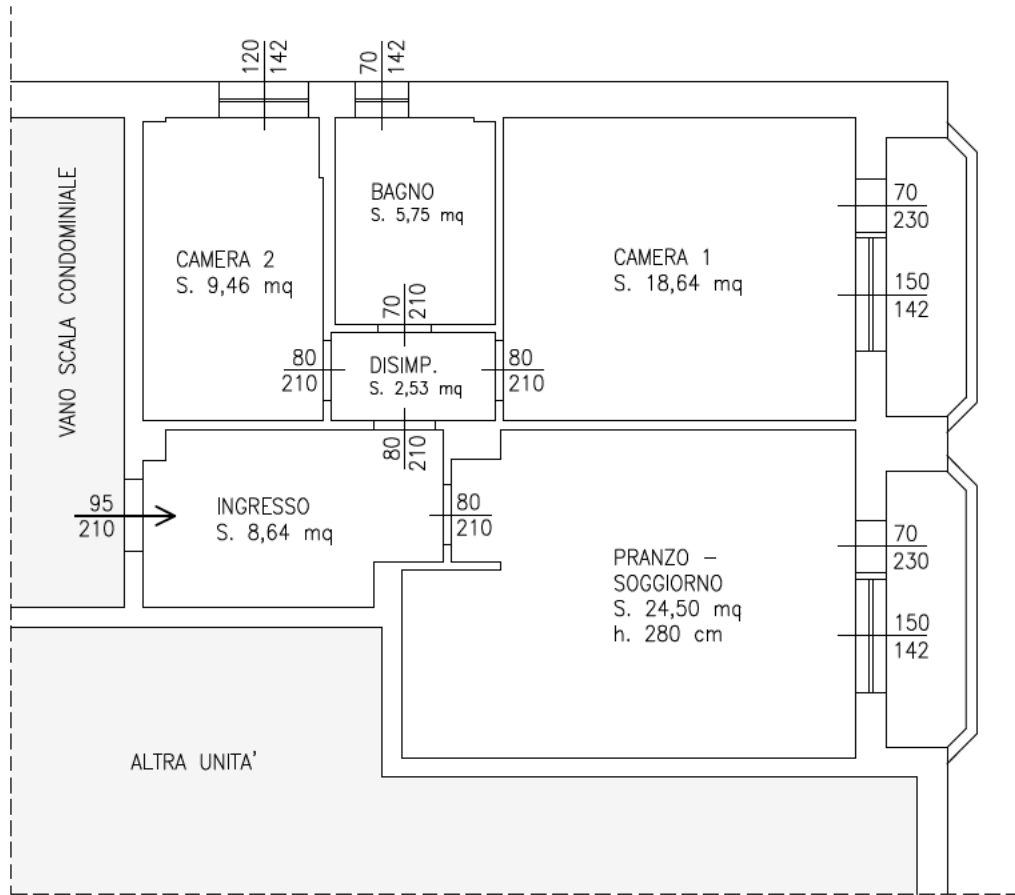 120
142
70
142
VANO SCALA CONDOMINIALE
CAMERA 2
S. 9,46 mq
BAGNO
S. 5,75 mq
CAMERA 1
S. 18,64 mq
70
230
150
142
70
210
80
210
DISIMP.
S. 2,53 mq
80
210
80
210
95
210
INGRESSO
S. 8,64 mq
80
210
PRANZO –
SOGGIORNO
S. 24,50 mq
h. 280 cm
70
230
150
142
ALTRA UNITA'